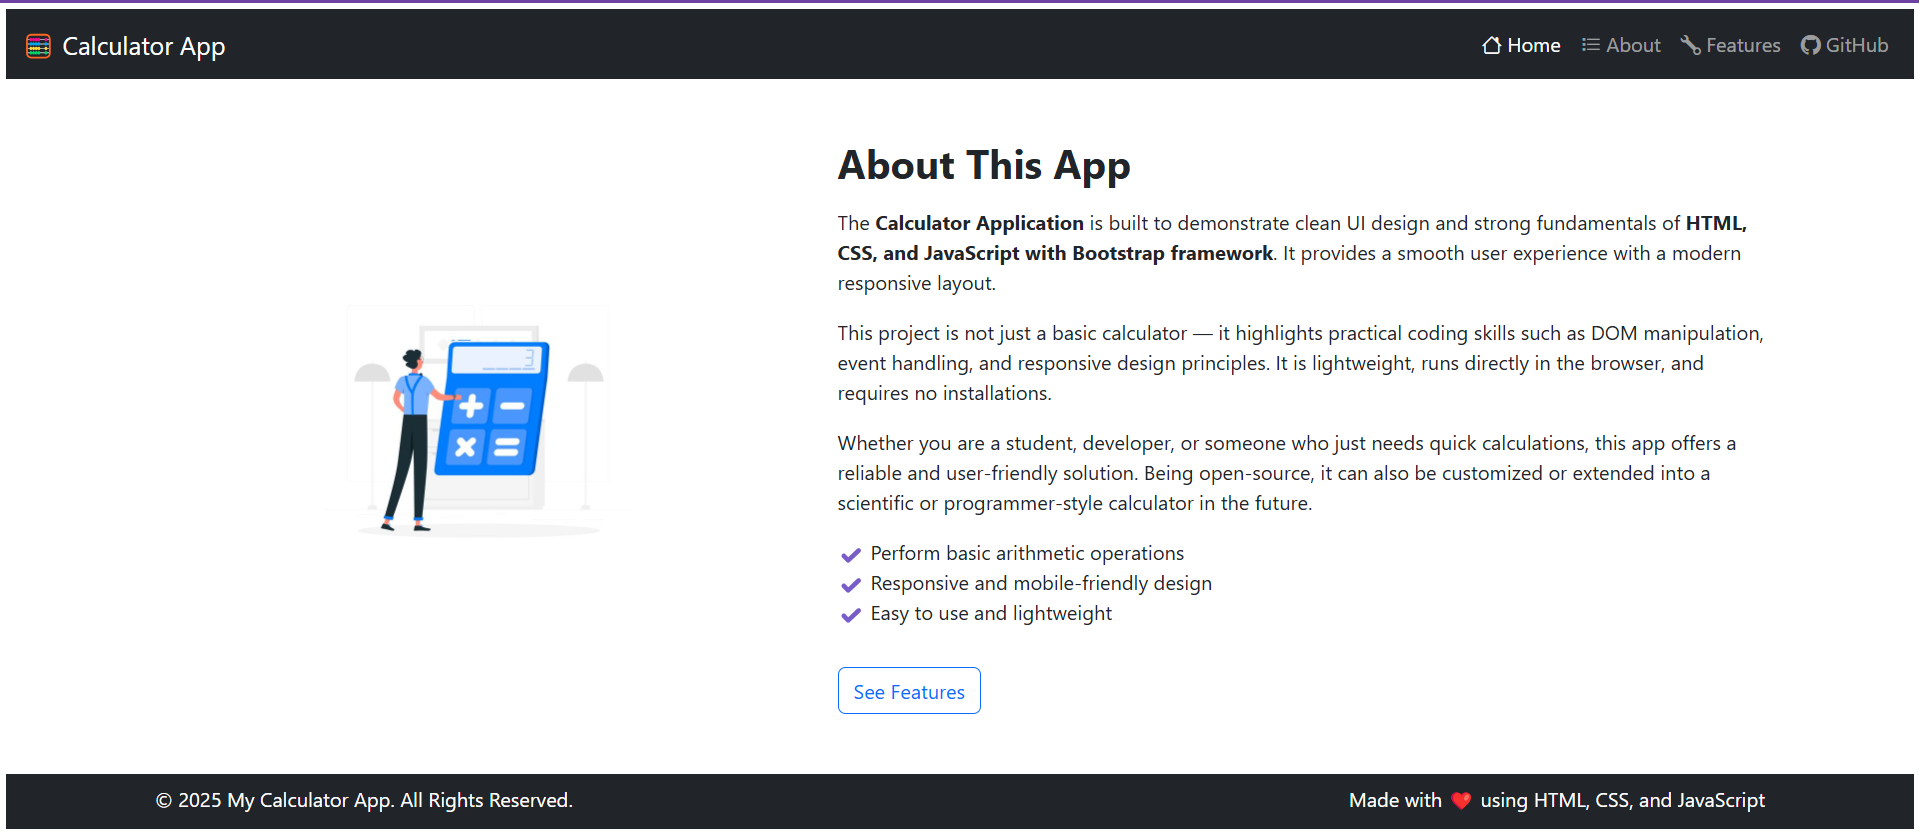 Calculator App
Home About Features GitHub
About This App
The Calculator Application is built to demonstrate clean UI design and strong fundamentals of HTML,
CSS, and JavaScript with Bootstrap framework. It provides a smooth user experience with a modern
responsive layout.
This project is not just a basic calculator — it highlights practical coding skills such as DOM manipulation,
event handling, and responsive design principles. It is lightweight, runs directly in the browser, and
requires no installations.
Whether you are a student, developer, or someone who just needs quick calculations, this app offers a
reliable and user-friendly solution. Being open-source, it can also be customized or extended into a
scientific or programmer-style calculator in the future.
3
+ −
× =
Perform basic arithmetic operations
Responsive and mobile-friendly design
Easy to use and lightweight
See Features
© 2025 My Calculator App. All Rights Reserved.
Made with ❤️ using HTML, CSS, and JavaScript